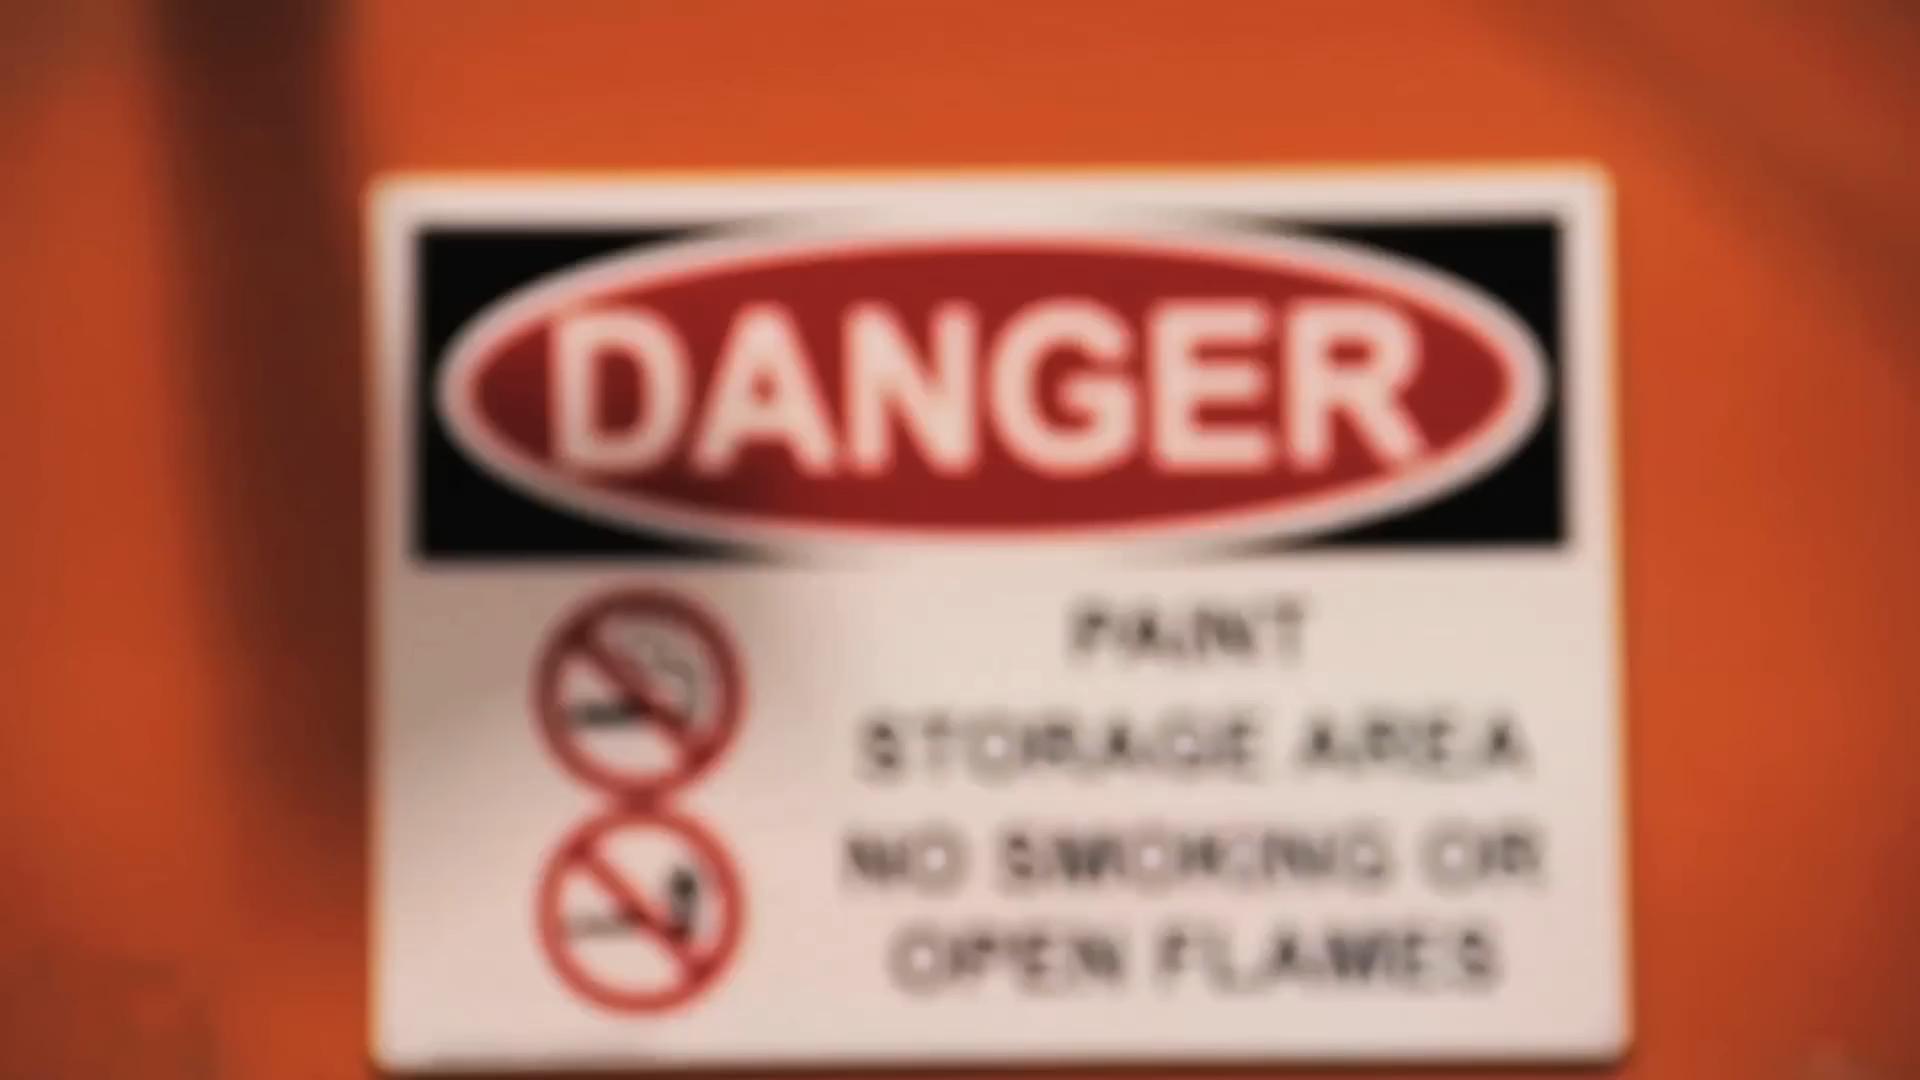 DANGER
PAINT
STORAGE AREA
NO SMOKING OR
OPEN FLAMES